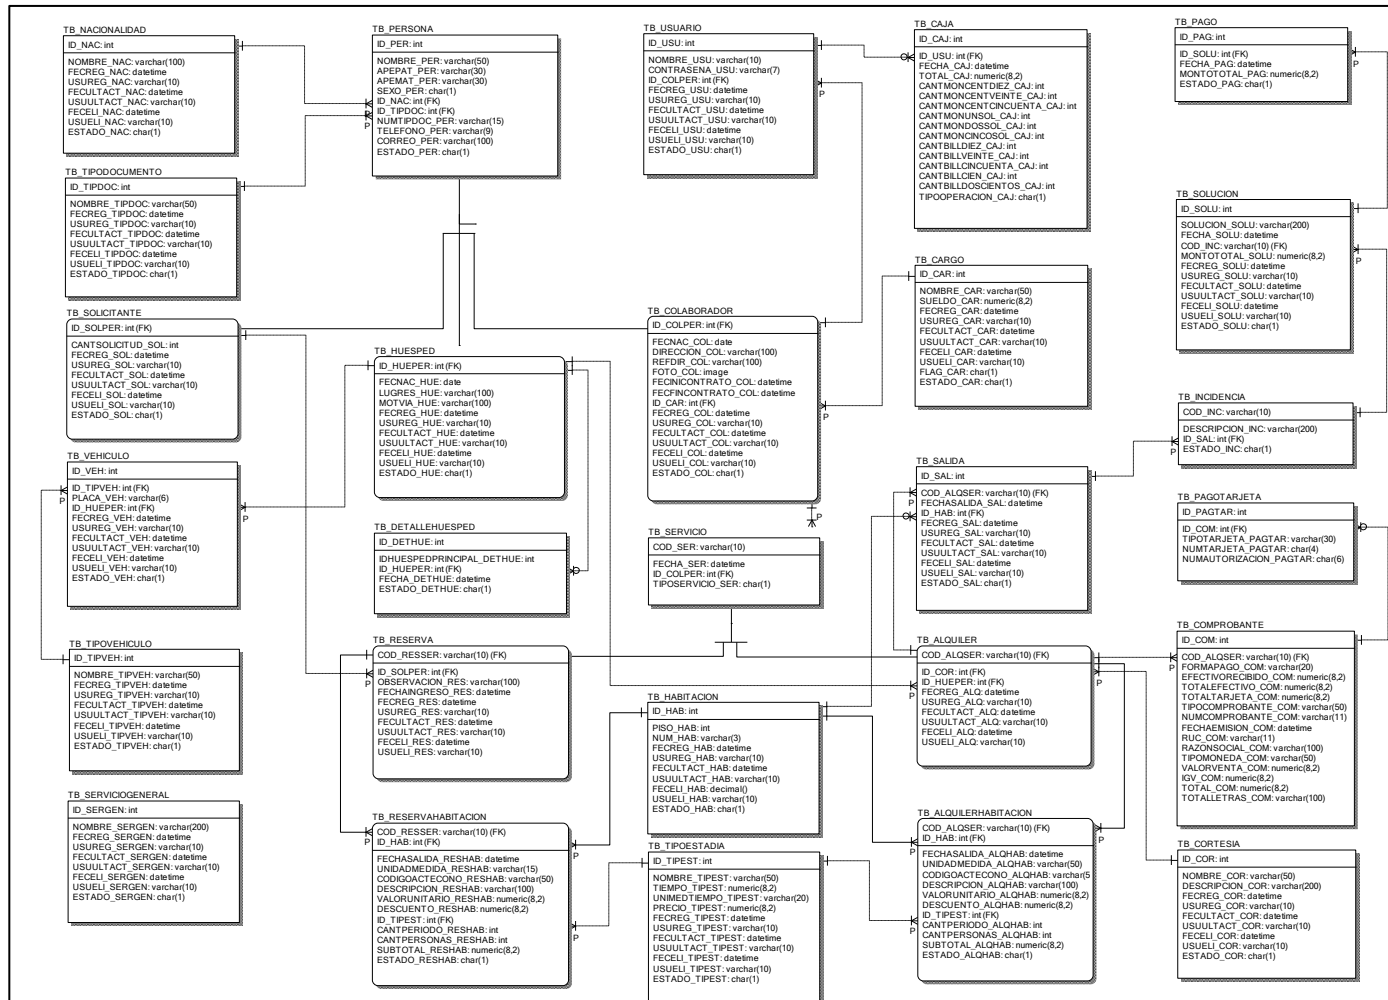 TB_NACIONALIDAD
ID_NAC: int
NOMBRE_NAC: varchar(100)
FECREG_NAC: datetime
USUREG_NAC: varchar(10)
FECULTACT_NAC: datetime
USUULTACT_NAC: varchar(10)
FECELI_NAC: datetime
USUELI_NAC: varchar(10)
ESTADO_NAC: char(1)
TB_PERSONA
ID_PER: int
NOMBRE_PER: varchar(50)
APEPAT_PER: varchar(30)
APEMAT_PER: varchar(30)
SEXO_PER: char(1)
ID_NAC: int (FK)
ID_TIPDOC: int (FK)
NUMTIPDOC_PER: varchar(15)
TELEFONO_PER: varchar(9)
CORREO_PER: varchar(100)
ESTADO_PER: char(1)
P
TB_USUARIO
ID_USU: int
NOMBRE_USU: varchar(10)
CONTRASENA_USU: varchar(7)
ID_COLPER: int (FK)
FECREG_USU: datetime
USUREG_USU: varchar(10)
FECULTACT_USU: datetime
USUULTACT_USU: varchar(10)
FECELI_USU: datetime
USUELI_USU: varchar(10)
ESTADO_USU: char(1)
P
TB_CAJA
ID_CAJ: int
ID_USU: int (FK)
FECHA_CAJ: datetime
TOTAL_CAJ: numeric(8,2)
CANTMONCENTDIEZ_CAJ: int
CANTMONCENTVEINTE_CAJ: int
CANTMONCENTCINCUENTA_CAJ: int
CANTMONUNSOL_CAJ: int
CANTMONDOSSOL_CAJ: int
CANTMONCINCOSOL_CAJ: int
CANTBILLDIEZ_CAJ: int
CANTBILLVEINTE_CAJ: int
CANTBILLCINCUENTA_CAJ: int
CANTBILLCIEN_CAJ: int
CANTBILLDOSCIENTOS_CAJ: int
TIPOOPERACION_CAJ: char(1)
P
TB_PAGO
ID_PAG: int
ID_SOLU: int (FK)
FECHA_PAG: datetime
MONTOTOTAL_PAG: numeric(8,2)
ESTADO_PAG: char(1)
P
TB_TIPODOCUMENTO
ID_TIPDOC: int
NOMBRE_TIPDOC: varchar(50)
FECREG_TIPDOC: datetime
USUREG_TIPDOC: varchar(10)
FECULTACT_TIPDOC: datetime
USUULTACT_TIPDOC: varchar(10)
FECELI_TIPDOC: datetime
USUELI_TIPDOC: varchar(10)
ESTADO_TIPDOC: char(1)
TB_SOLUCION
ID_SOLU: int
SOLUCION_SOLU: varchar(200)
FECHA_SOLU: datetime
COD_INC: varchar(10) (FK)
MONTOTOTAL_SOLU: numeric(8,2)
FECREG_SOLU: datetime
USUREG_SOLU: varchar(10)
FECULTACT_SOLU: datetime
USUULTACT_SOLU: varchar(10)
FECELI_SOLU: datetime
USUELI_SOLU: varchar(10)
ESTADO_SOLU: char(1)
P
TB_CARGO
ID_CAR: int
NOMBRE_CAR: varchar(50)
SUELDO_CAR: numeric(8,2)
FECREG_CAR: datetime
USUREG_CAR: varchar(10)
FECULTACT_CAR: datetime
USUULTACT_CAR: varchar(10)
FECELI_CAR: datetime
USUELI_CAR: varchar(10)
FLAG_CAR: char(1)
ESTADO_CAR: char(1)
TB_SOLICITANTE
ID_SOLPER: int (FK)
CANTSOLICITUD_SOL: int
FECREG_SOL: datetime
USUREG_SOL: varchar(10)
FECULTACT_SOL: datetime
USUULTACT_SOL: varchar(10)
FECELI_SOL: datetime
USUELI_SOL: varchar(10)
ESTADO_SOL: char(1)
TB_COLABORADOR
ID_COLPER: int (FK)
FECNAC_COL: date
DIRECCION_COL: varchar(100)
REFDIR_COL: varchar(100)
FOTO_COL: image
FECINICONTRATO_COL: datetime
FECFINCONTRATO_COL: datetime
ID_CAR: int (FK)
FECREG_COL: datetime
USUREG_COL: varchar(10)
FECULTACT_COL: datetime
USUULTACT_COL: varchar(10)
FECELI_COL: datetime
USUELI_COL: varchar(10)
ESTADO_COL: char(1)
P
P
TB_HUESPED
ID_HUEPER: int (FK)
FECNAC_HUE: date
LUGRES_HUE: varchar(100)
MOTVIA_HUE: varchar(100)
FECREG_HUE: datetime
USUREG_HUE: varchar(10)
FECULTACT_HUE: datetime
USUULTACT_HUE: varchar(10)
FECELI_HUE: datetime
USUELI_HUE: varchar(10)
ESTADO_HUE: char(1)
TB_INCIDENCIA
COD_INC: varchar(10)
DESCRIPCION_INC: varchar(200)
ID_SAL: int (FK)
ESTADO_INC: char(1)
P
TB_VEHICULO
ID_VEH: int
ID_TIPVEH: int (FK)
PLACA_VEH: varchar(6)
ID_HUEPER: int (FK)
FECREG_VEH: datetime
USUREG_VEH: varchar(10)
FECULTACT_VEH: datetime
USUULTACT_VEH: varchar(10)
FECELI_VEH: datetime
USUELI_VEH: varchar(10)
ESTADO_VEH: char(1)
P
P
TB_SALIDA
ID_SAL: int
COD_ALQSER: varchar(10) (FK)
FECHASALIDA_SAL: datetime
ID_HAB: int (FK)
FECREG_SAL: datetime
USUREG_SAL: varchar(10)
FECULTACT_SAL: datetime
USUULTACT_SAL: varchar(10)
FECELI_SAL: datetime
USUELI_SAL: varchar(10)
ESTADO_SAL: char(1)
P
TB_PAGOTARJETA
ID_PAGTAR: int
ID_COM: int (FK)
TIPOTARJETA_PAGTAR: varchar(30)
NUMTARJETA_PAGTAR: char(4)
NUMAUTORIZACION_PAGTAR: char(6)
TB_DETALLEHUESPED
ID_DETHUE: int
IDHUESPEDPRINCIPAL_DETHUE: int
ID_HUEPER: int (FK)
FECHA_DETHUE: datetime
ESTADO_DETHUE: char(1)
TB_SERVICIO
COD_SER: varchar(10)
FECHA_SER: datetime
ID_COLPER: int (FK)
TIPOSERVICIO_SER: char(1)
TB_TIPOVEHICULO
ID_TIPVEH: int
NOMBRE_TIPVEH: varchar(50)
FECREG_TIPVEH: datetime
USUREG_TIPVEH: varchar(10)
FECULTACT_TIPVEH: datetime
USUULTACT_TIPVEH: varchar(10)
FECELI_TIPVEH: datetime
USUELI_TIPVEH: varchar(10)
ESTADO_TIPVEH: char(1)
TB_RESERVA
COD_RESSER: varchar(10) (FK)
ID_SOLPER: int (FK)
OBSERVACION_RES: varchar(100)
FECHAINGRESO_RES: datetime
FECREG_RES: datetime
USUREG_RES: varchar(10)
FECULTACT_RES: datetime
USUULTACT_RES: varchar(10)
FECELI_RES: datetime
USUELI_RES: varchar(10)
P
TB_ALQUILER
COD_ALQSER: varchar(10) (FK)
ID_COR: int (FK)
ID_HUEPER: int (FK)
FECREG_ALQ: datetime
USUREG_ALQ: varchar(10)
FECULTACT_ALQ: datetime
USUULTACT_ALQ: varchar(10)
FECELI_ALQ: datetime
USUELI_ALQ: varchar(10)
P
P
TB_COMPROBANTE
ID_COM: int
COD_ALQSER: varchar(10) (FK)
FORMAPAGO_COM: varchar(20)
EFECTIVORECIBIDO_COM: numeric(8,2)
TOTALEFECTIVO_COM: numeric(8,2)
TOTALTARJETA_COM: numeric(8,2)
TIPOCOMPROBANTE_COM: varchar(50)
NUMCOMPROBANTE_COM: varchar(11)
FECHAEMISION_COM: datetime
RUC_COM: varchar(11)
RAZONSOCIAL_COM: varchar(100)
TIPOMONEDA_COM: varchar(50)
VALORVENTA_COM: numeric(8,2)
IGV_COM: numeric(8,2)
TOTAL_COM: numeric(8,2)
TOTALLETRAS_COM: varchar(100)
P
TB_HABITACION
ID_HAB: int
PISO_HAB: int
NUM_HAB: varchar(3)
FECREG_HAB: datetime
USUREG_HAB: varchar(10)
FECULTACT_HAB: datetime
USUULTACT_HAB: varchar(10)
FECELI_HAB: decimal()
USUELI_HAB: varchar(10)
ESTADO_HAB: char(1)
TB_SERVICIOGENERAL
ID_SERGEN: int
NOMBRE_SERGEN: varchar(200)
FECREG_SERGEN: datetime
USUREG_SERGEN: varchar(10)
FECULTACT_SERGEN: datetime
USUULTACT_SERGEN: varchar(10)
FECELI_SERGEN: datetime
USUELI_SERGEN: varchar(10)
ESTADO_SERGEN: char(1)
TB_RESERVAHABITACION
COD_RESSER: varchar(10) (FK)
ID_HAB: int (FK)
FECHASALIDA_RESHAB: datetime
UNIDADMEDIDA_RESHAB: varchar(15)
CODIGOACTECONO_RESHAB: varchar(50)
DESCRIPCION_RESHAB: varchar(100)
VALORUNITARIO_RESHAB: numeric(8,2)
DESCUENTO_RESHAB: numeric(8,2)
ID_TIPEST: int (FK)
CANTPERIODO_RESHAB: int
CANTPERSONAS_RESHAB: int
SUBTOTAL_RESHAB: numeric(8,2)
ESTADO_RESHAB: char(1)
P
P
P
TB_TIPOESTADIA
ID_TIPEST: int
NOMBRE_TIPEST: varchar(50)
TIEMPO_TIPEST: numeric(8,2)
UNIMEDTIEMPO_TIPEST: varchar(20)
PRECIO_TIPEST: numeric(8,2)
FECREG_TIPEST: datetime
USUREG_TIPEST: varchar(10)
FECULTACT_TIPEST: datetime
USUULTACT_TIPEST: varchar(10)
FECELI_TIPEST: datetime
USUELI_TIPEST: varchar(10)
ESTADO_TIPEST: char(1)
TB_ALQUILERHABITACION
COD_ALQSER: varchar(10) (FK)
ID_HAB: int (FK)
FECHASALIDA_ALQHAB: datetime
UNIDADMEDIDA_ALQHAB: varchar(50)
CODIGOACTECONO_ALQHAB: varchar(5
DESCRIPCION_ALQHAB: varchar(100)
VALORUNITARIO_ALQHAB: numeric(8,2)
DESCUENTO_ALQHAB: numeric(8,2)
ID_TIPEST: int (FK)
CANTPERIODO_ALQHAB: int
CANTPERSONAS_ALQHAB: int
SUBTOTAL_ALQHAB: numeric(8,2)
ESTADO_ALQHAB: char(1)
P
P
P
TB_CORTESIA
ID_COR: int
NOMBRE_COR: varchar(50)
DESCRIPCION_COR: varchar(200)
FECREG_COR: datetime
USUREG_COR: varchar(10)
FECULTACT_COR: datetime
USUULTACT_COR: varchar(10)
FECELI_COR: datetime
USUELI_COR: varchar(10)
ESTADO_COR: char(1)